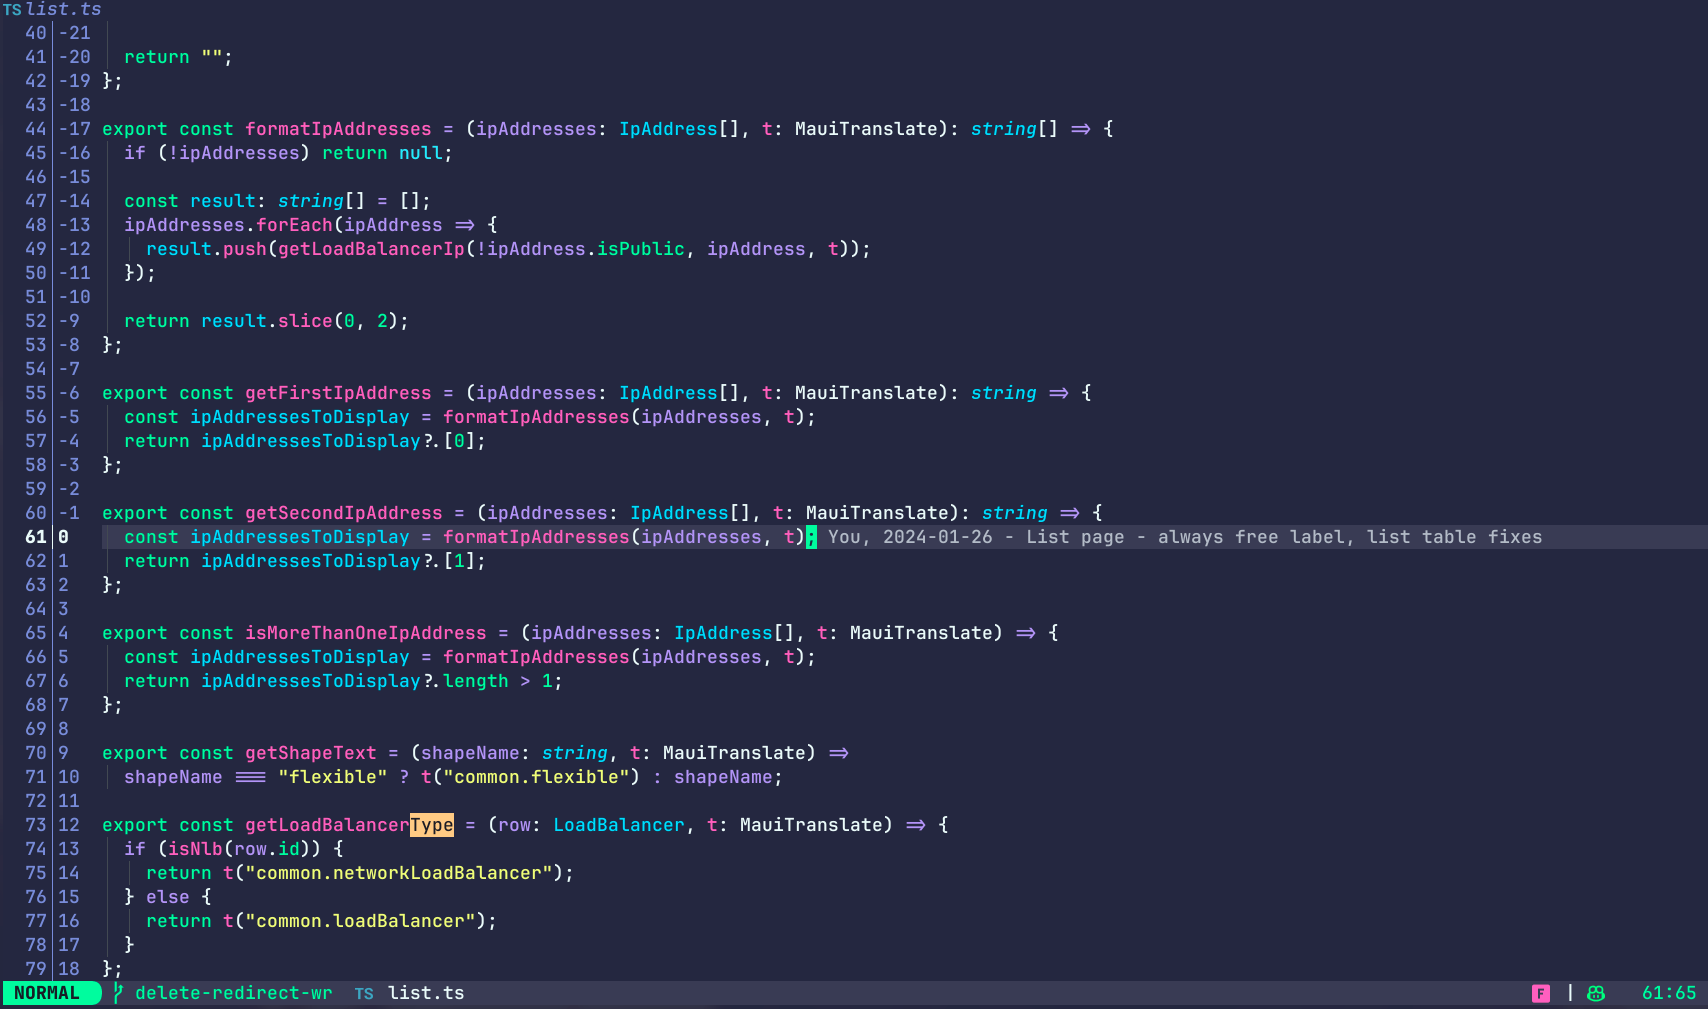 TS list.ts
40 -21
41 -20 return "";
42 -19 };
43 -18
44 -17 export const formatIpAddresses = (ipAddresses: IpAddress[], t: MauiTranslate): string[] => {
45 -16 if (!ipAddresses) return null;
46 -15
47 -14 const result: string[] = [];
48 -13 ipAddresses.forEach(ipAddress => {
49 -12 result.push(getLoadBalancerIp(!ipAddress.isPublic, ipAddress, t));
50 -11 });
51 -10
52 -9 return result.slice(0, 2);
53 -8 };
54 -7
55 -6 export const getFirstIpAddress = (ipAddresses: IpAddress[], t: MauiTranslate): string => {
56 -5 const ipAddressesToDisplay = formatIpAddresses(ipAddresses, t);
57 -4 return ipAddressesToDisplay?.[0];
58 -3 };
59 -2
60 -1 export const getSecondIpAddress = (ipAddresses: IpAddress[], t: MauiTranslate): string => {
61 0 const ipAddressesToDisplay = formatIpAddresses(ipAddresses, t); You, 2024-01-26 - List page - always free label, list table fixes
62 1 return ipAddressesToDisplay?.[1];
63 2 };
64 3
65 4 export const isMoreThanOneIpAddress = (ipAddresses: IpAddress[], t: MauiTranslate) => {
66 5 const ipAddressesToDisplay = formatIpAddresses(ipAddresses, t);
67 6 return ipAddressesToDisplay?.length > 1;
68 7 };
69 8
70 9 export const getShapeText = (shapeName: string, t: MauiTranslate) =>
71 10 shapeName === "flexible" ? t("common.flexible") : shapeName;
72 11
73 12 export const getLoadBalancerType = (row: LoadBalancer, t: MauiTranslate) => {
74 13 if (isNlb(row.id)) {
75 14 return t("common.networkLoadBalancer");
76 15 } else {
77 16 return t("common.loadBalancer");
78 17 }
79 18 };
NORMAL delete-redirect-wr TS list.ts F | 61:65